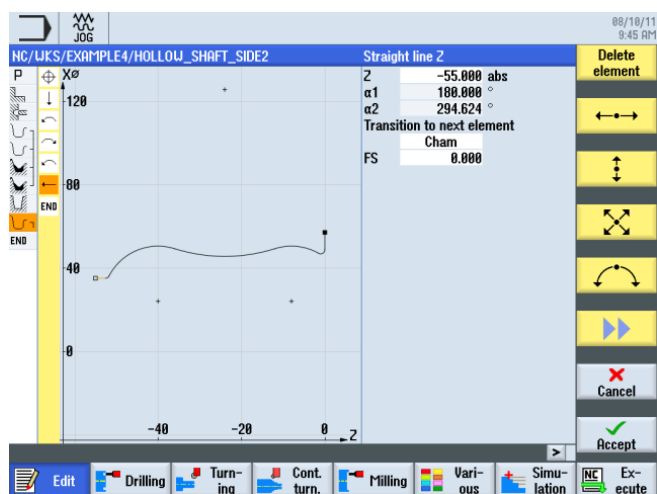 JOG
08/10/11
9:45 AM
NC/WKS/EXAMPLE4/HOLLOW_SHAFT_SIDE2
Straight line Z
Delete element
P
Xø
Z -55.000 abs
α1 180.000 °
α2 294.624 °
Transition to next element
Cham
FS 0.000
120
80
40
0
END
END
-40 -20 0 Z
Cancel
Accept
>
Edit
Drilling
Turn-
ing
Cont.
turn.
Milling
Vari-
ous
Simu-
lation
NC
Ex-
ecute